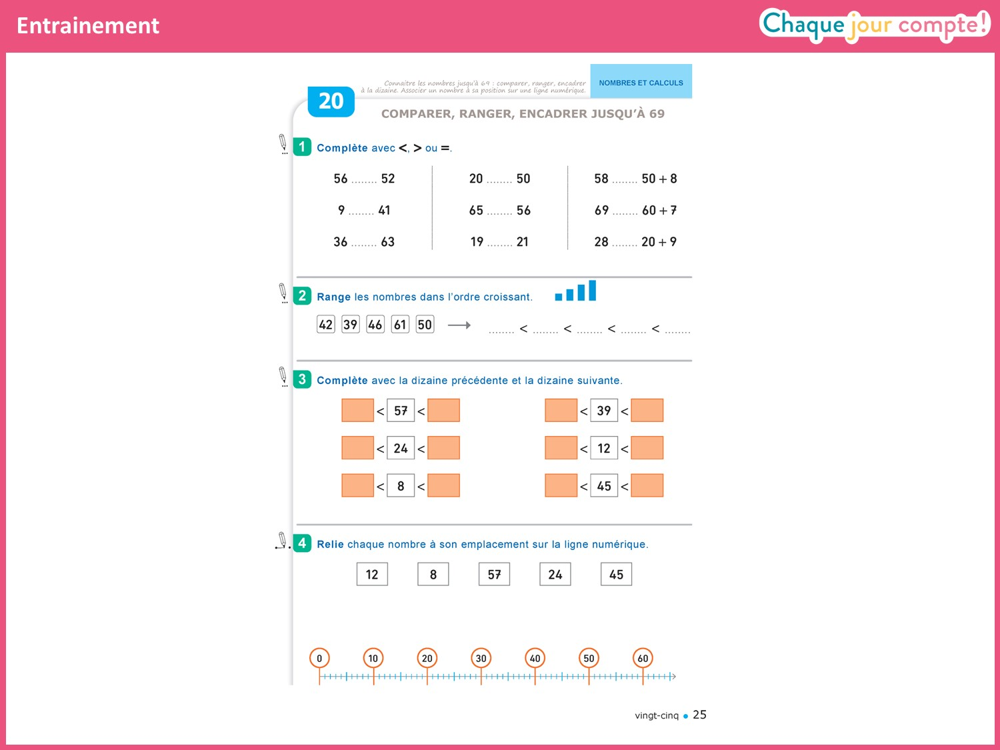 Entrainement
Chaque jour compte!
Connaitre les nombres jusqu'à 69 : comparer, ranger, encadrer
à la dizaine. Associer un nombre à sa position sur une ligne numérique.
NOMBRES ET CALCULS
20
COMPARER, RANGER, ENCADRER JUSQU'À 69
1 Complète avec <, > ou =.
56 ........ 52 20 ........ 50 58 ........ 50 + 8
9 ........ 41 65 ........ 56 69 ........ 60 + 7
36 ........ 63 19 ........ 21 28 ........ 20 + 9
2 Range les nombres dans l'ordre croissant.
42 39 46 61 50 → ........ < ........ < ........ < ........ < ........
3 Complète avec la dizaine précédente et la dizaine suivante.
< 57 < < 39 <
< 24 < < 12 <
< 8 < < 45 <
4 Relie chaque nombre à son emplacement sur la ligne numérique.
12 8 57 24 45
0 10 20 30 40 50 60
vingt-cinq • 25